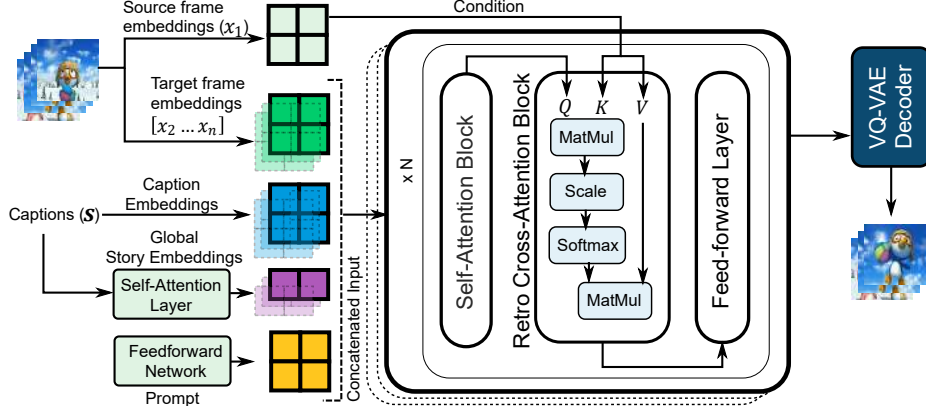 Source frame
embeddings (x₁)
Condition
Target frame
embeddings
[x₂ … xₙ]
Captions (S)
Caption
Embeddings
Global
Story Embeddings
Self-Attention
Layer
Feedforward
Network
Prompt
Concatenated Input
x N
Self-Attention Block
Retro Cross-Attention Block
Q K V
MatMul
Scale
Softmax
MatMul
Feed-forward Layer
VQ-VAE
Decoder